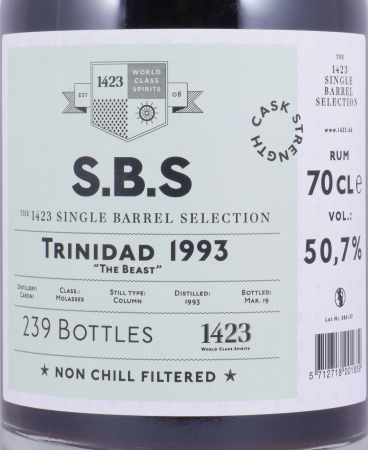 1423
WORLD
CLASS
SPIRITS
EST
08
CASK STRENGTH
S.B.S
THE 1423 SINGLE BARREL SELECTION
TRINIDAD 1993
"THE BEAST"
DISTILLERY: CLASS.: STILL TYPE: DISTILLED: BOTTLED:
CARONI MOLASSES COLUMN 1993 MAR. 19
239 BOTTLES
1423
WORLD CLASS SPIRITS
★ NON CHILL FILTERED ★
THE
1423
SINGLE
BARREL
SELECTION
www.1423.dk
RUM
70 CL e
VOL.:
50,7%